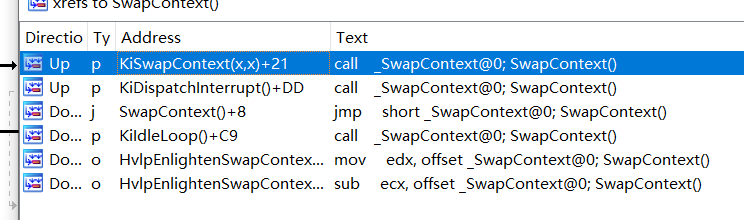 xrefs to SwapContext()
Directio Ty Address Text
Up p KiSwapContext(x,x)+21 call _SwapContext@0; SwapContext()
Up p KiDispatchInterrupt()+DD call _SwapContext@0; SwapContext()
Do... j SwapContext()+8 jmp short _SwapContext@0; SwapContext()
Do... p KiIdleLoop()+C9 call _SwapContext@0; SwapContext()
Do... o HvlpEnlightenSwapContex... mov edx, offset _SwapContext@0; SwapContext()
Do... o HvlpEnlightenSwapContex... sub ecx, offset _SwapContext@0; SwapContext()